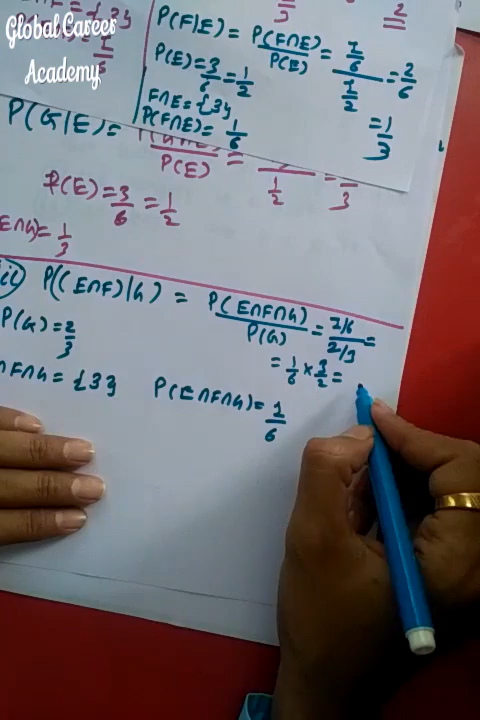 Global Career
Academy
P(F|E) = P(F∩E)/P(E) = 1/6 / 1/2 = 2/6
= 1/3
P(E) = 3/6 = 1/2
F∩E = {3}
P(F∩E) = 1/6
P(G|E) =
P(E)
1/2
3
P(E) = 3/6 = 1/2
E∩G) = 1/3
P((E∩F)|G) = P(E∩F∩G)/P(G) = 1/6 / 2/3 =
= 1/6 × 3/2 =
P(G) = 2/3
∩F∩G = {3}
P(E∩F∩G) = 1/6